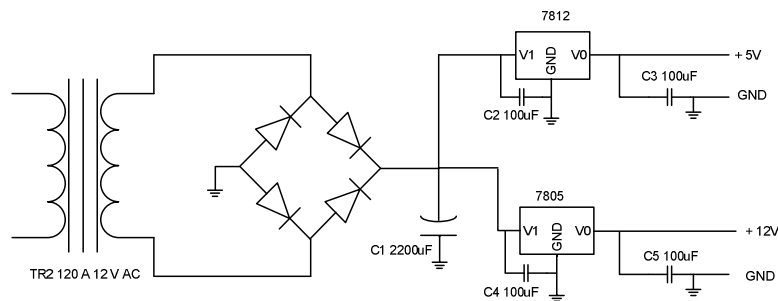 7812
V1
GND
V0
+ 5V
C2 100uF
C3 100uF
GND
7805
V1
GND
V0
+ 12V
C1 2200uF
C4 100uF
C5 100uF
GND
TR2 120 A 12 V AC